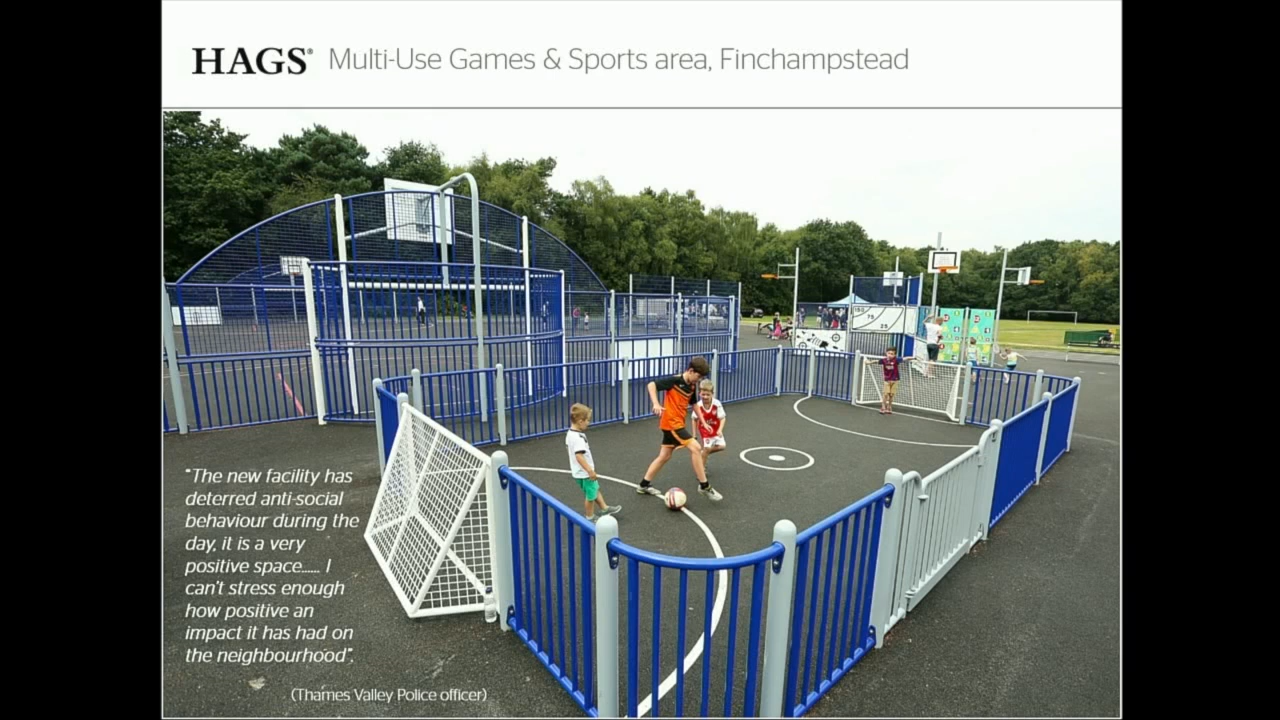 HAGS® Multi-Use Games & Sports area, Finchampstead
“The new facility has
deterred anti-social
behaviour during the
day, it is a very
positive space...... I
can't stress enough
how positive an
impact it has had on
the neighbourhood”.
(Thames Valley Police officer)